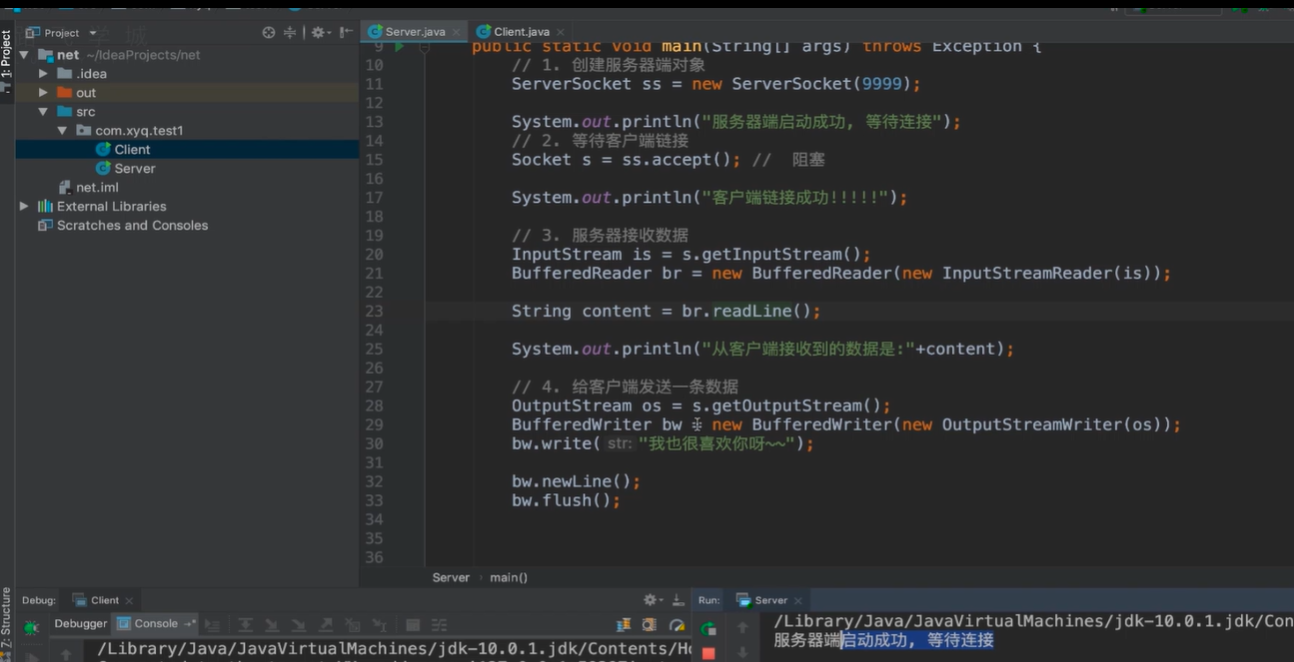 1: Project
Project
net ~/IdeaProjects/net
.idea
out
src
com.xyq.test1
Client
Server
net.iml
External Libraries
Scratches and Consoles
Server.java
Client.java
9 public static void main(String[] args) throws Exception {
10 // 1. 创建服务器端对象
11 ServerSocket ss = new ServerSocket(9999);
12
13 System.out.println("服务器端启动成功, 等待连接");
14 // 2. 等待客户端链接
15 Socket s = ss.accept(); // 阻塞
16
17 System.out.println("客户端链接成功!!!!!");
18
19 // 3. 服务器接收数据
20 InputStream is = s.getInputStream();
21 BufferedReader br = new BufferedReader(new InputStreamReader(is));
22
23 String content = br.readLine();
24
25 System.out.println("从客户端接收到的数据是:"+content);
26
27 // 4. 给客户端发送一条数据
28 OutputStream os = s.getOutputStream();
29 BufferedWriter bw = new BufferedWriter(new OutputStreamWriter(os));
30 bw.write( str: "我也很喜欢你呀~~");
31
32 bw.newLine();
33 bw.flush();
34
35
36
Server › main()
Z: Structure
Debug: Client
Debugger Console
/Library/Java/JavaVirtualMachines/jdk-10.0.1.jdk/Contents/Ho
Run: Server
/Library/Java/JavaVirtualMachines/jdk-10.0.1.jdk/Con
服务器端启动成功, 等待连接